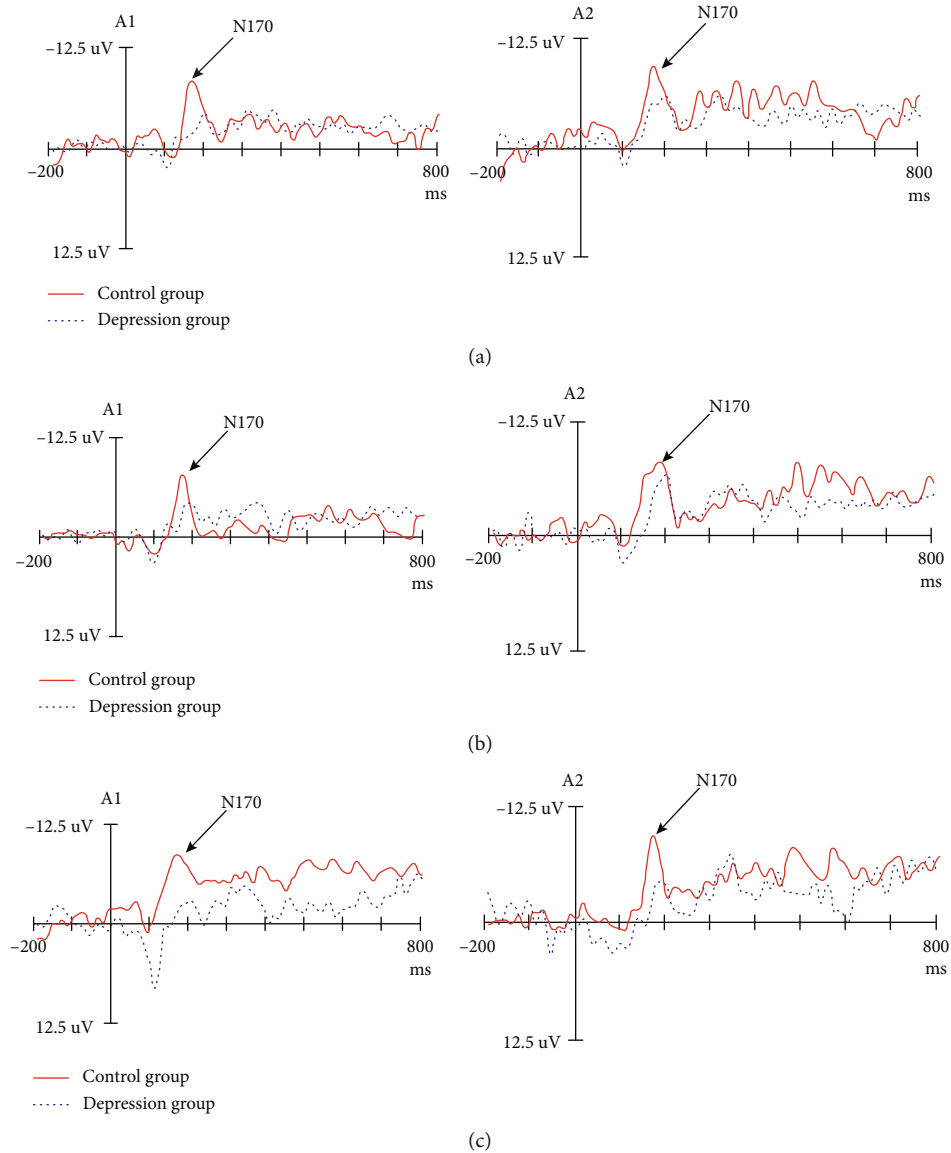 A1
N170
−12.5 uV
−200
800
ms
12.5 uV
A2
N170
−12.5 uV
−200
800
ms
12.5 uV
Control group
Depression group
(a)
A1
N170
−12.5 uV
−200
800
ms
12.5 uV
A2
N170
−12.5 uV
−200
800
ms
12.5 uV
Control group
Depression group
(b)
A1
N170
−12.5 uV
−200
800
ms
12.5 uV
A2
N170
−12.5 uV
−200
800
ms
12.5 uV
Control group
Depression group
(c)